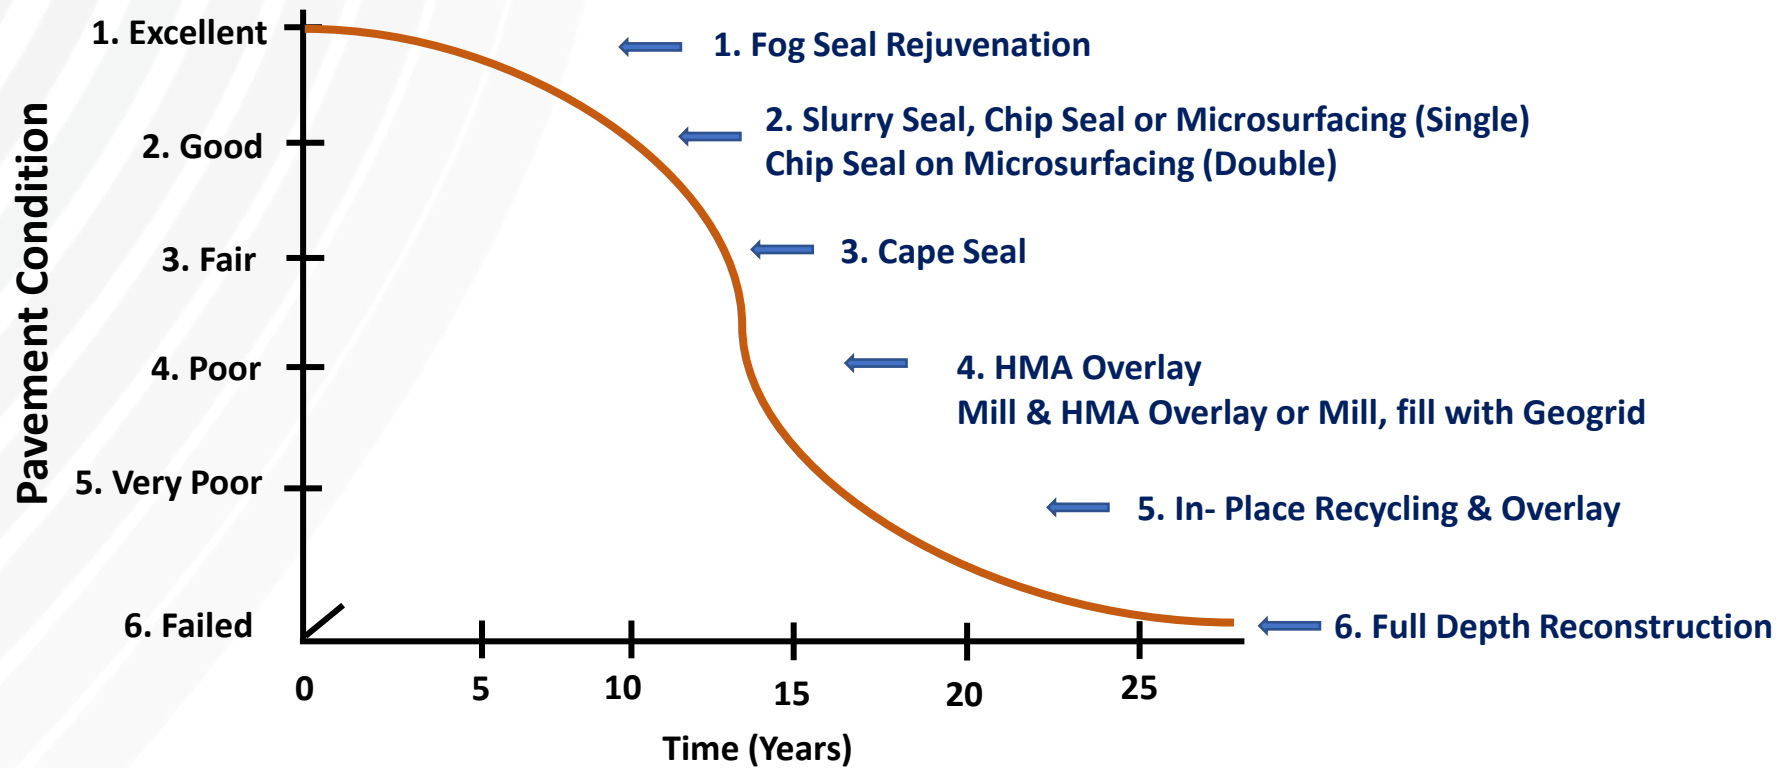 Pavement Condition
1. Excellent
2. Good
3. Fair
4. Poor
5. Very Poor
6. Failed
1. Fog Seal Rejuvenation
2. Slurry Seal, Chip Seal or Microsurfacing (Single)
Chip Seal on Microsurfacing (Double)
3. Cape Seal
4. HMA Overlay
Mill & HMA Overlay or Mill, fill with Geogrid
5. In- Place Recycling & Overlay
6. Full Depth Reconstruction
0 5 10 15 20 25
Time (Years)